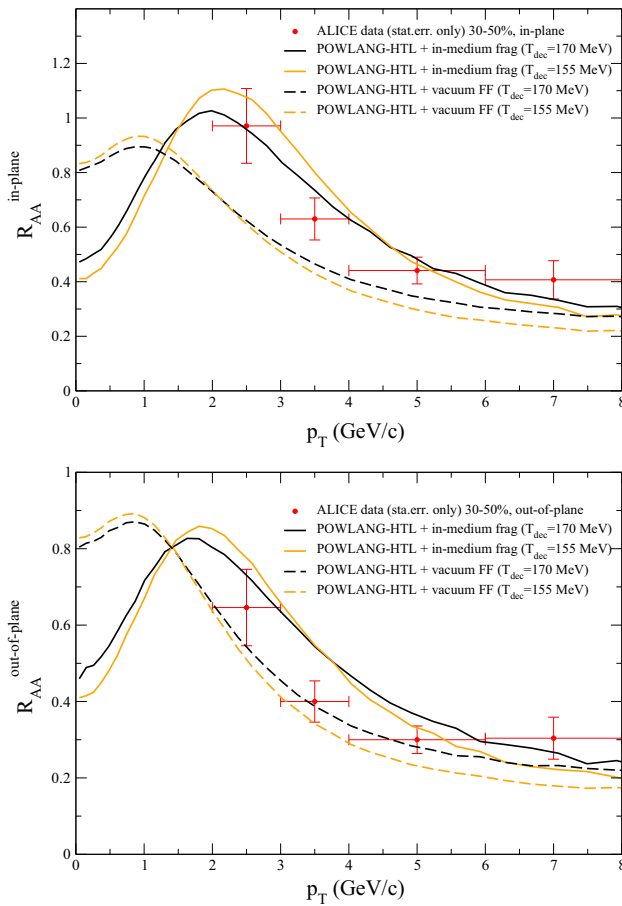 ALICE data (stat.err. only) 30-50%, in-plane
POWLANG-HTL + in-medium frag (T_dec=170 MeV)
POWLANG-HTL + in-medium frag (T_dec=155 MeV)
POWLANG-HTL + vacuum FF (T_dec=170 MeV)
POWLANG-HTL + vacuum FF (T_dec=155 MeV)
1.2
1
0.8
0.6
0.4
0.2
0
R_AA^in-plane
0 1 2 3 4 5 6 7 8
p_T (GeV/c)
ALICE data (sta.err. only) 30-50%, out-of-plane
POWLANG-HTL + in-medium frag (T_dec=170 MeV)
POWLANG-HTL + in-medium frag (T_dec=155 MeV)
POWLANG-HTL + vacuum FF (T_dec=170 MeV)
POWLANG-HTL + vacuum FF (T_dec=155 MeV)
1
0.8
0.6
0.4
0.2
0
R_AA^out-of-plane
0 1 2 3 4 5 6 7 8
p_T (GeV/c)